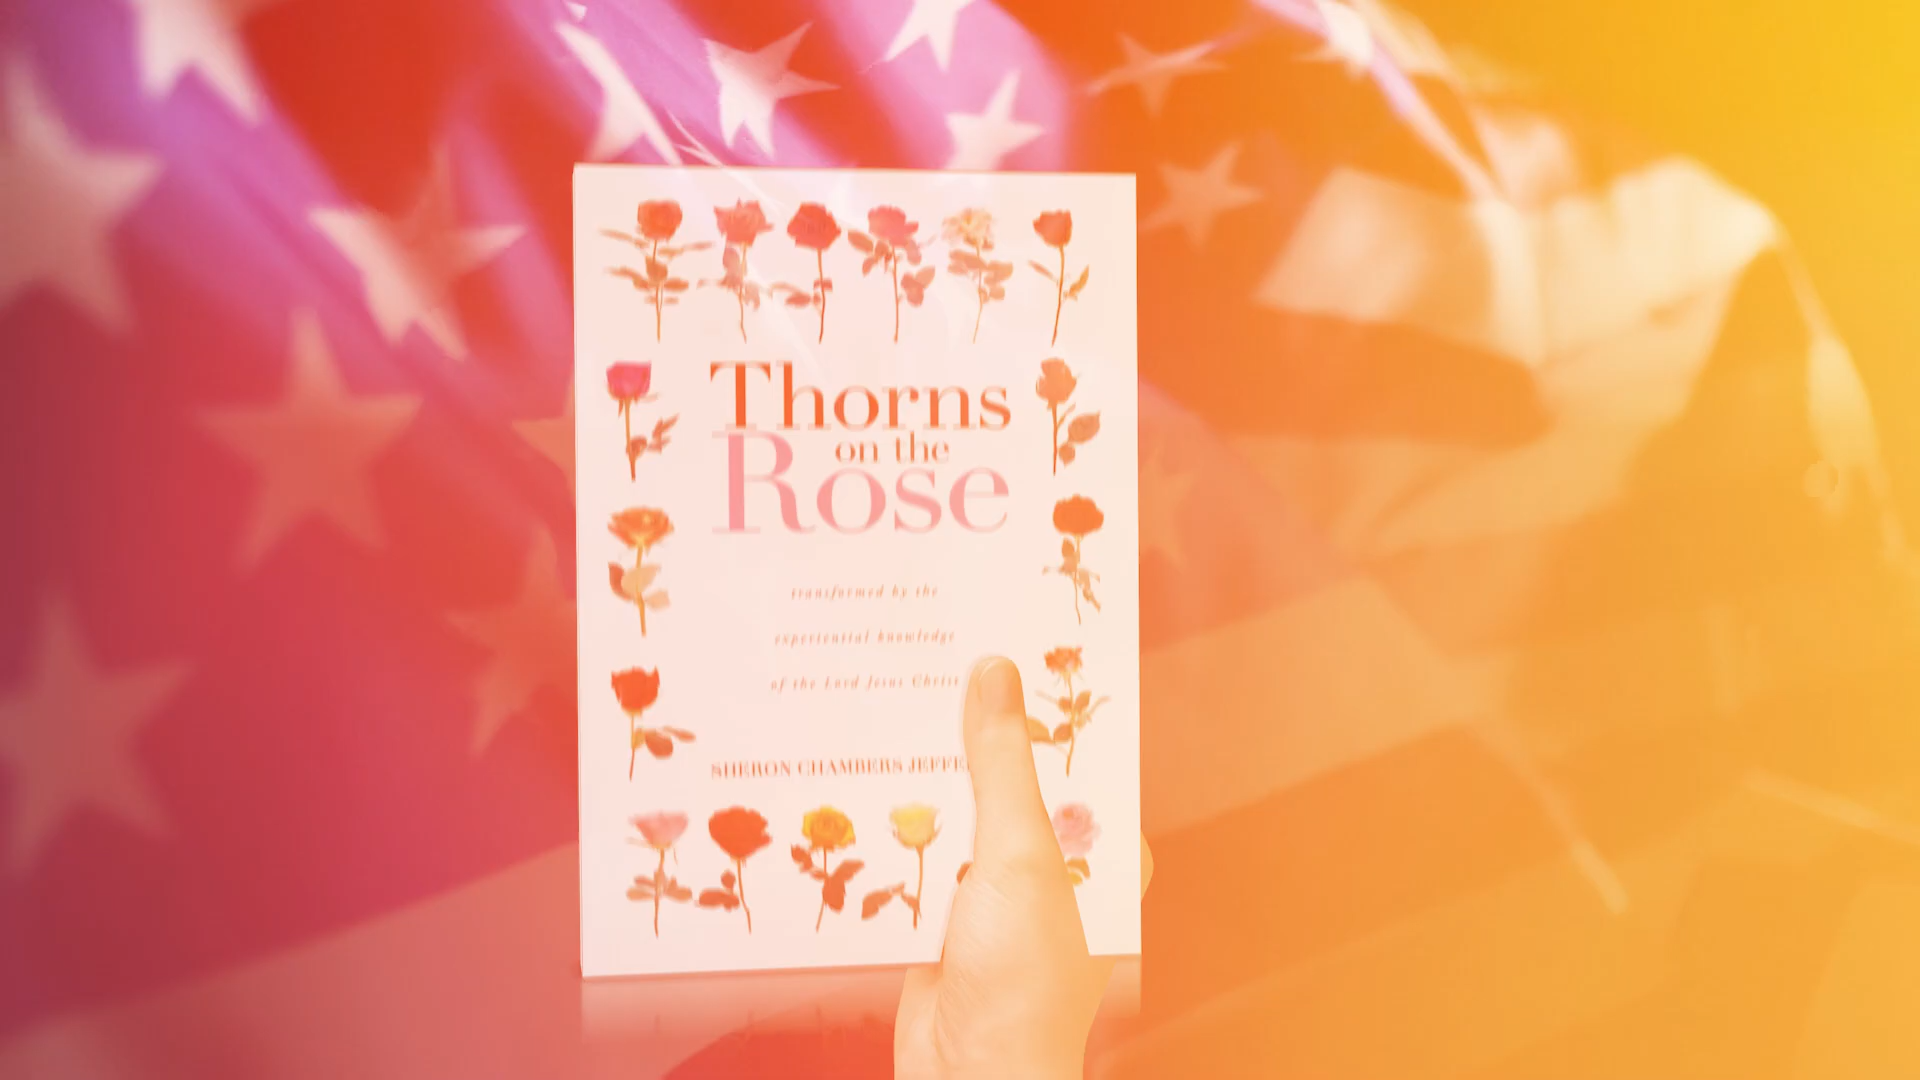 Thorns
on the
Rose
transformed by the
experiential knowledge
of the Lord Jesus Christ
SHERON CHAMBERS